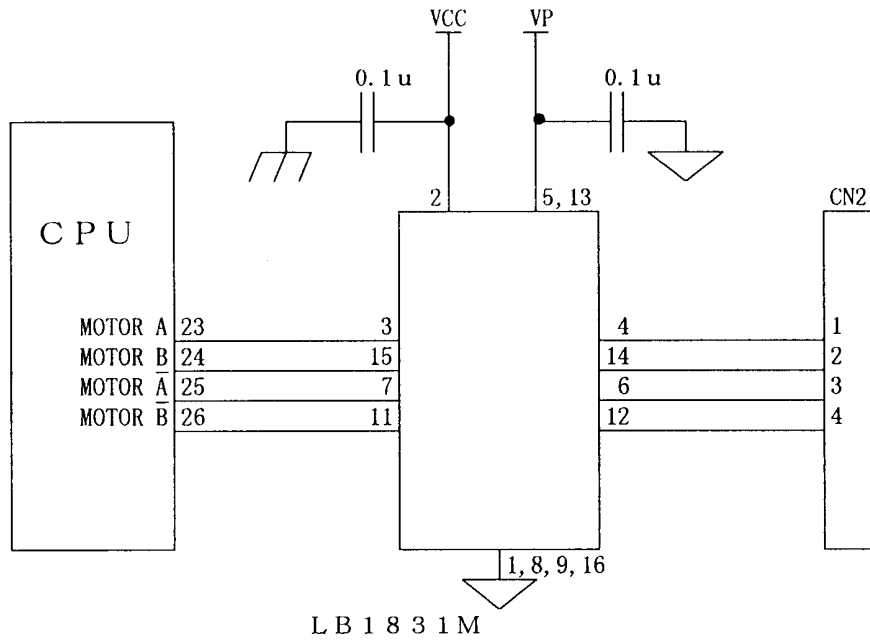 VCC VP
0.1u 0.1u
2 5,13 CN2
CPU
MOTOR A 23 3 4 1
MOTOR B 24 15 14 2
MOTOR A̅ 25 7 6 3
MOTOR B̅ 26 11 12 4
1,8,9,16
LB1831M